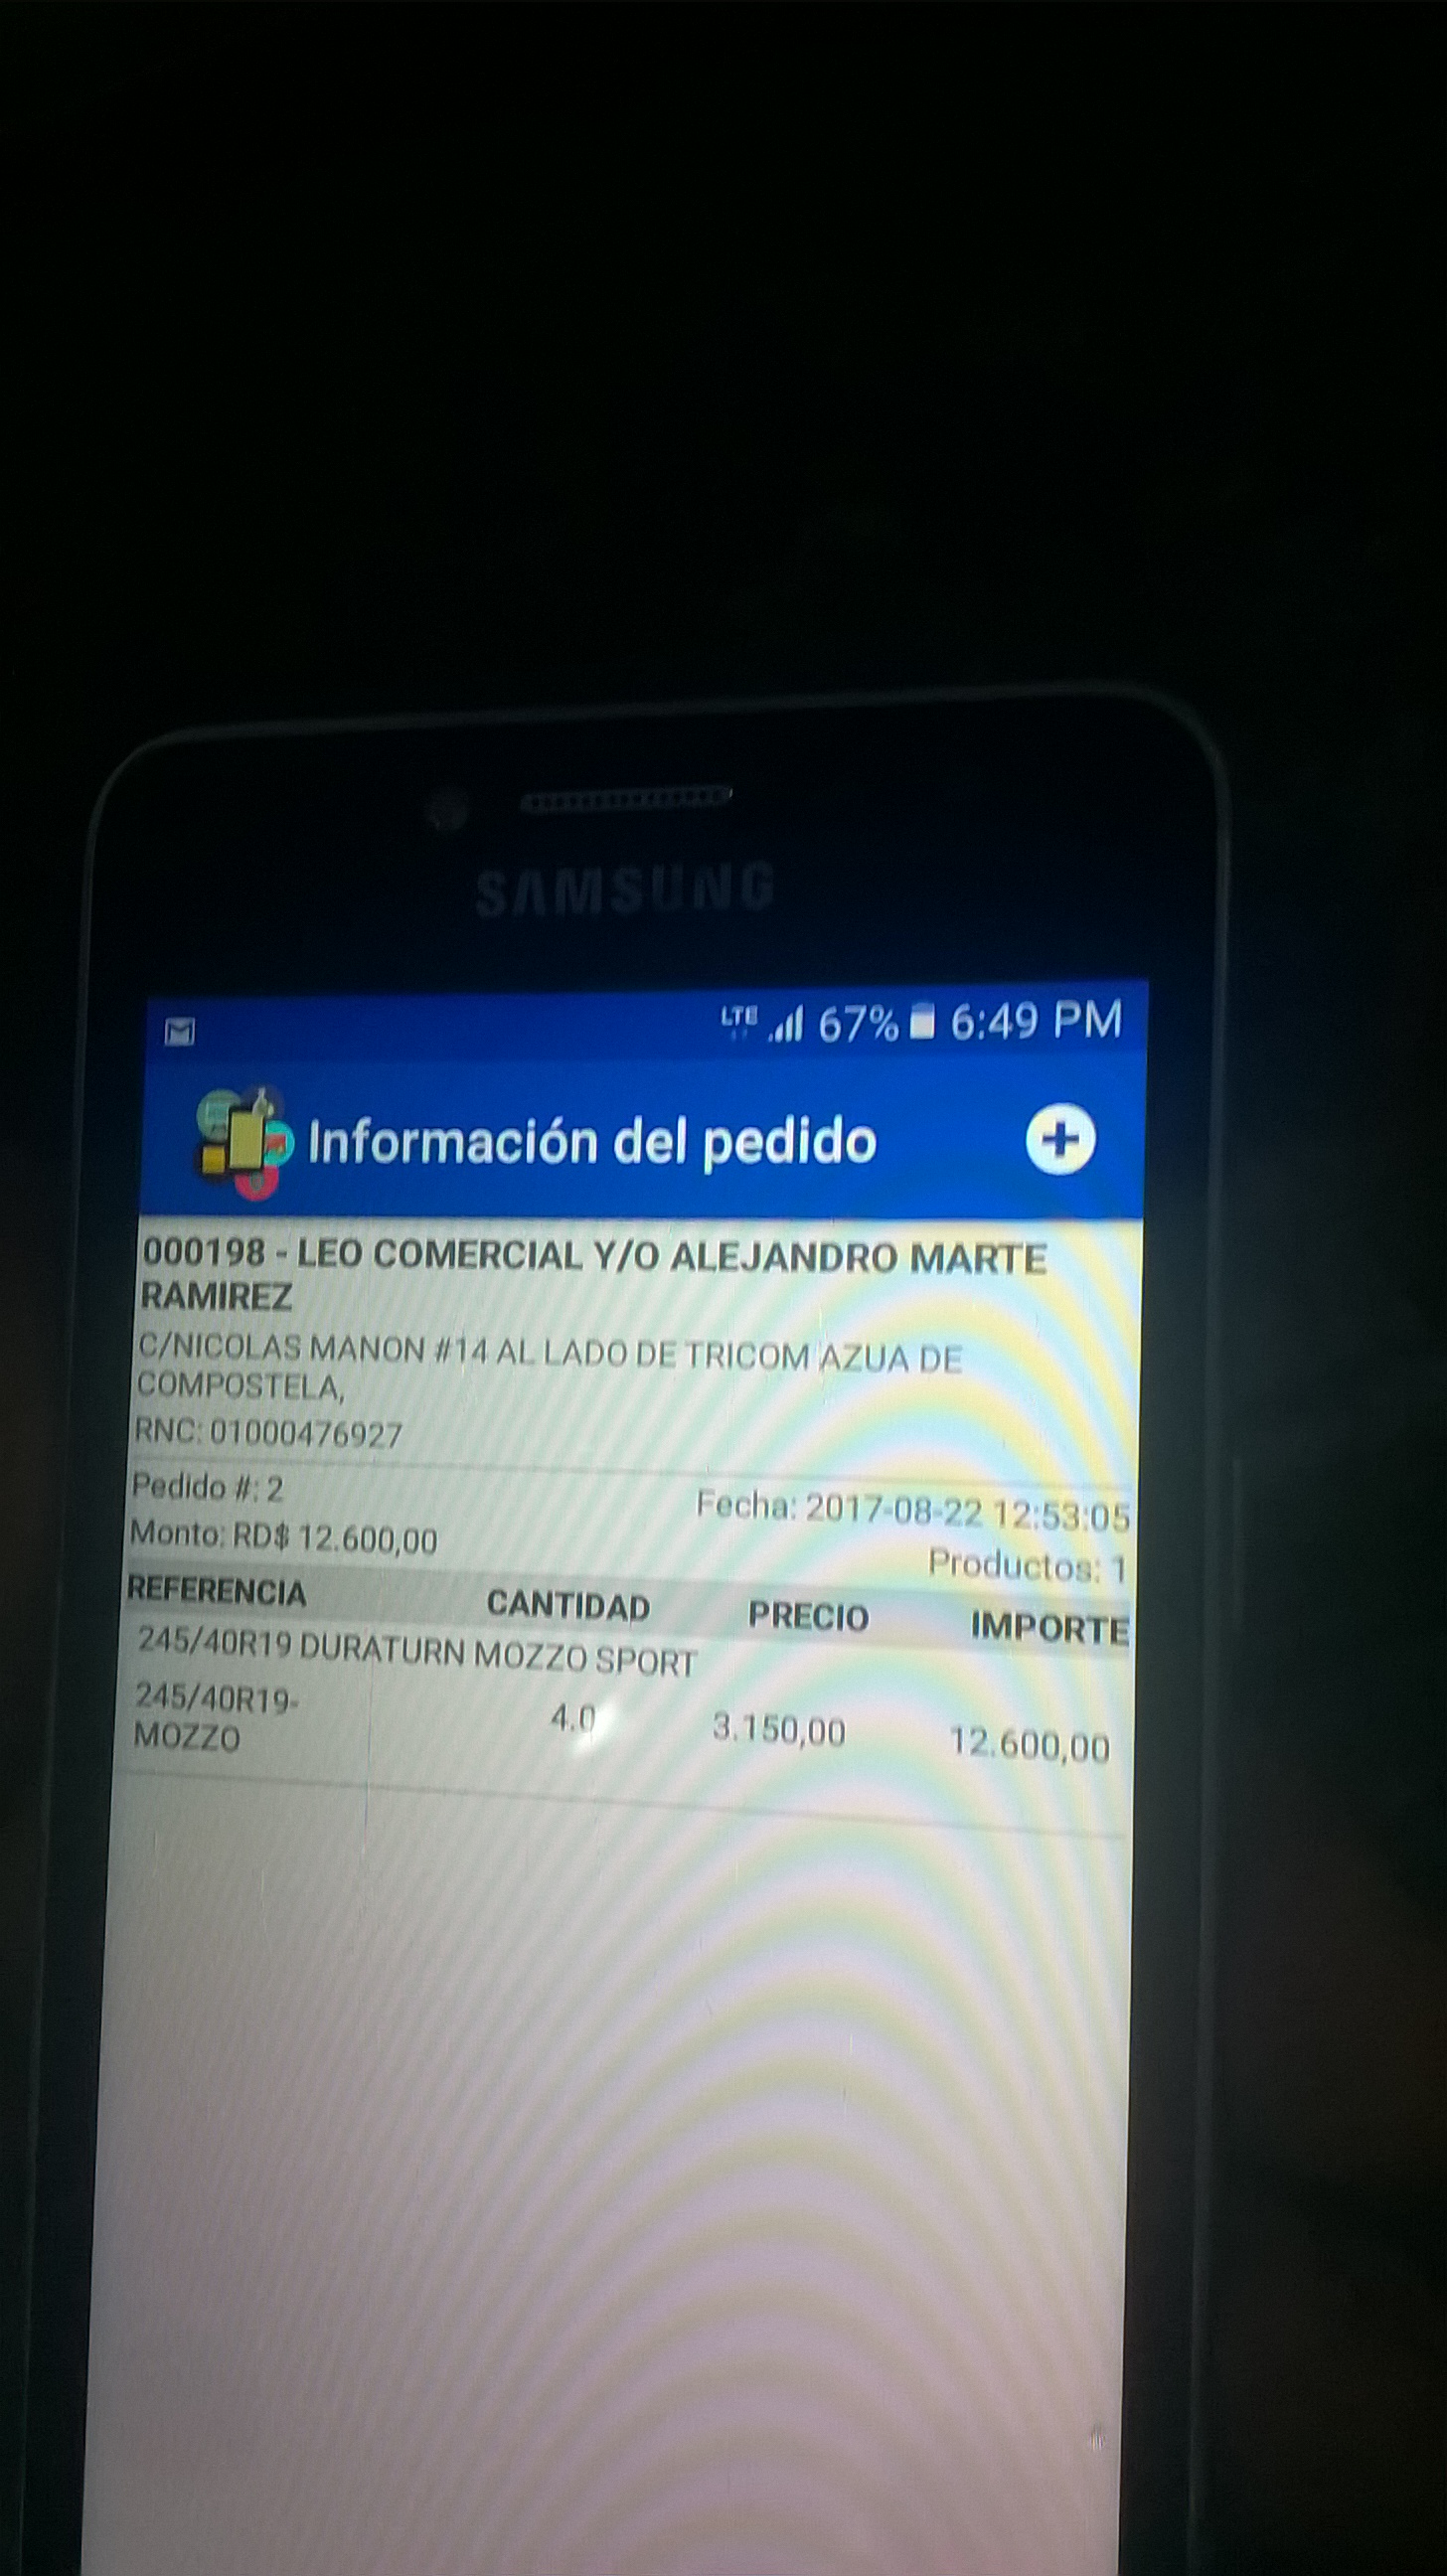 SAMSUNG
LTE 67% 6:49 PM
Información del pedido
000198 - LEO COMERCIAL Y/O ALEJANDRO MARTE
RAMIREZ
C/NICOLAS MANON #14 AL LADO DE TRICOM AZUA DE
COMPOSTELA,
RNC: 01000476927
Pedido #: 2 Fecha: 2017-08-22 12:53:05
Monto: RD$ 12.600,00 Productos: 1
REFERENCIA CANTIDAD PRECIO IMPORTE
245/40R19 DURATURN MOZZO SPORT
245/40R19-
MOZZO 4.0 3.150,00 12.600,00